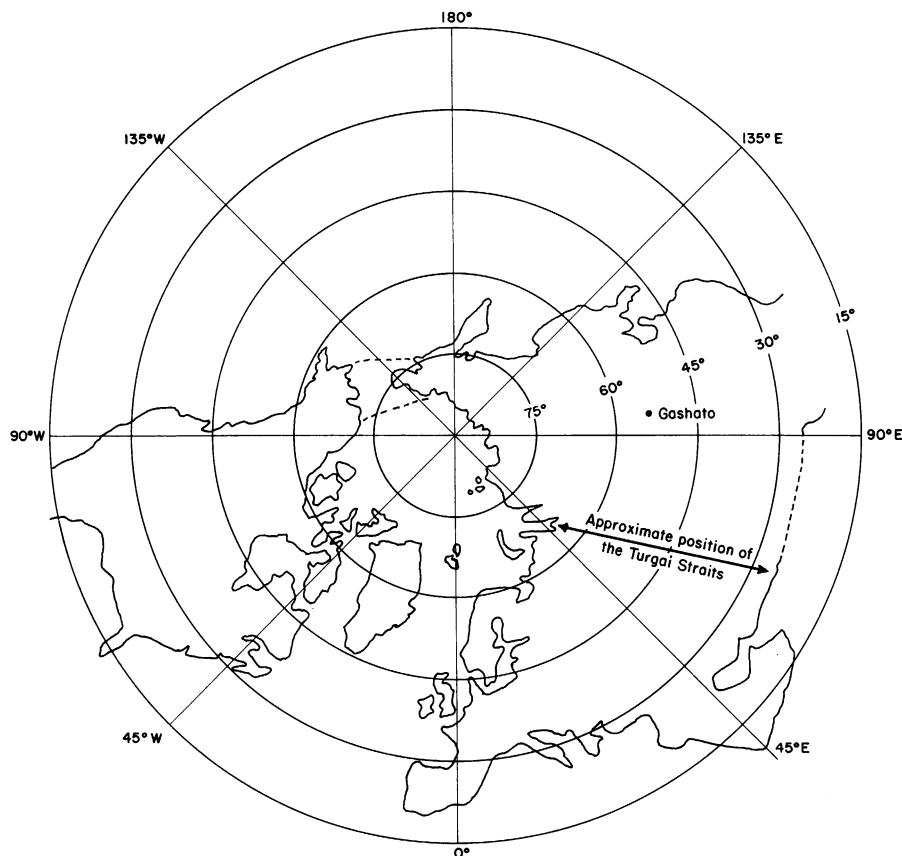 180°
135°W
135°E
15°
30°
45°
60°
75°
Gashato
90°W
90°E
Approximate position of
the Turgai Straits
45°W
45°E
0°